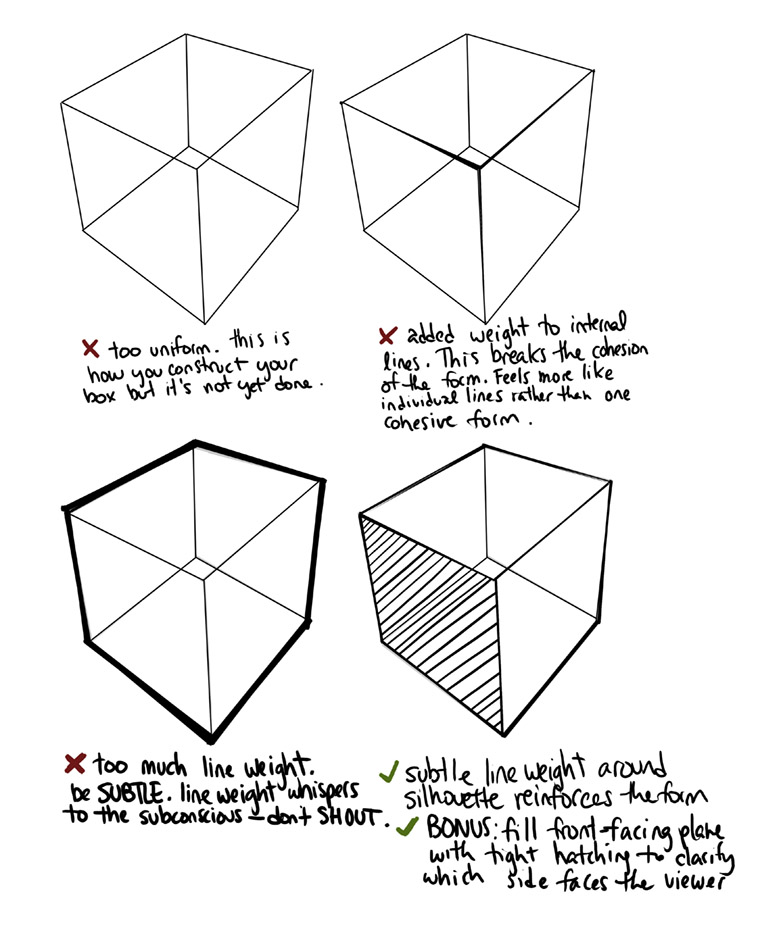 too uniform. this is
how you construct your
box but it's not yet done.
added weight to internal
lines. This breaks the cohesion
of the form. Feels more like
individual lines rather than one
cohesive form.
too much line weight.
be SUBTLE. line weight whispers
to the subconscious - don't SHOUT.
subtle line weight around
silhouette reinforces the form
BONUS: fill front-facing plane
with tight hatching to clarify
which side faces the viewer